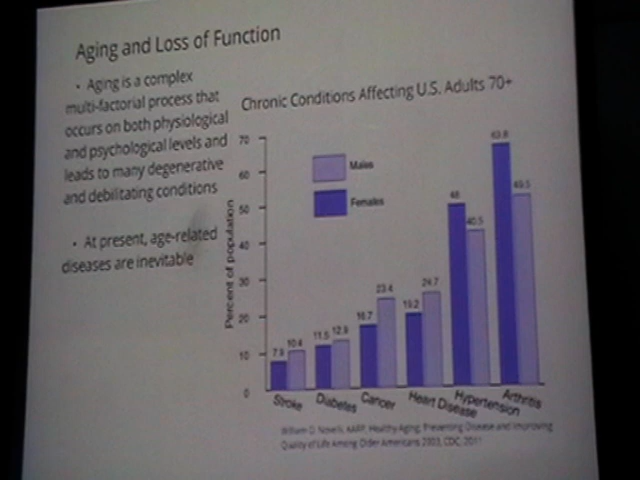 Aging and Loss of Function
• Aging is a complex
multi-factorial process that
occurs on both physiological
and psychological levels and
leads to many degenerative
and debilitating conditions
• At present, age-related
diseases are inevitable
Chronic Conditions Affecting U.S. Adults 70+
Percent of population
70
60
50
40
30
20
10
0
Males
Females
7.9 10.4
11.5 12.9
16.7 23.4
19.2 24.7
48 40.5
63.8 49.5
Stroke
Diabetes
Cancer
Heart Disease
Hypertension
Arthritis
William D. Novelli, AARP, Healthy Aging: Preventing Disease and Improving
Quality of Life Among Older Americans 2003, CDC, 2011